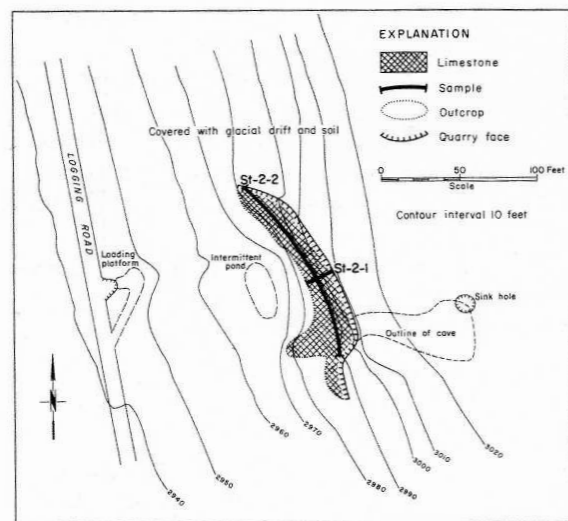 EXPLANATION
Limestone
Sample
Outcrop
Quarry face
0 50 100 FEET
Scale
Contour interval 10 feet
Covered with glacial drift and soil
LOGGING ROAD
St-2-2
St-2-1
Loading
platform
Intermittent
pond
Sink hole
Outline of cave
2940
2950
2960
2970
2980
2990
3000
3010
3020